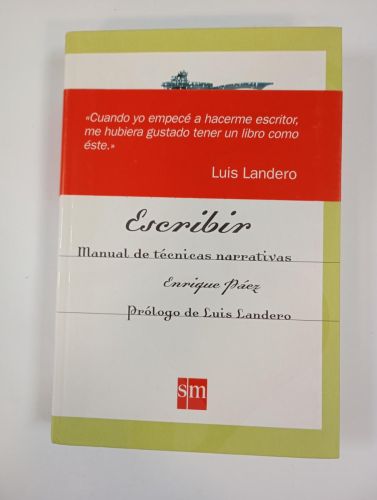 «Cuando yo empecé a hacerme escritor,
me hubiera gustado tener un libro como
éste.»
Luis Landero
Escribir
Manual de técnicas narrativas
Enrique Páez
Prólogo de Luis Landero
sm